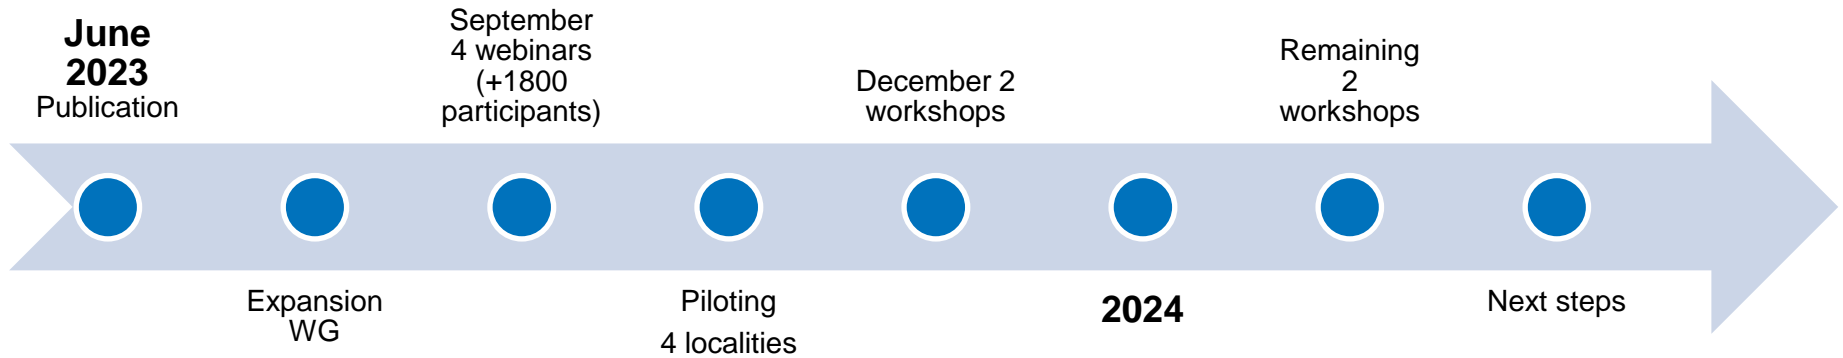 June
2023
Publication
Expansion
WG
September
4 webinars
(+1800
participants)
Piloting
4 localities
December 2
workshops
2024
Remaining
2
workshops
Next steps